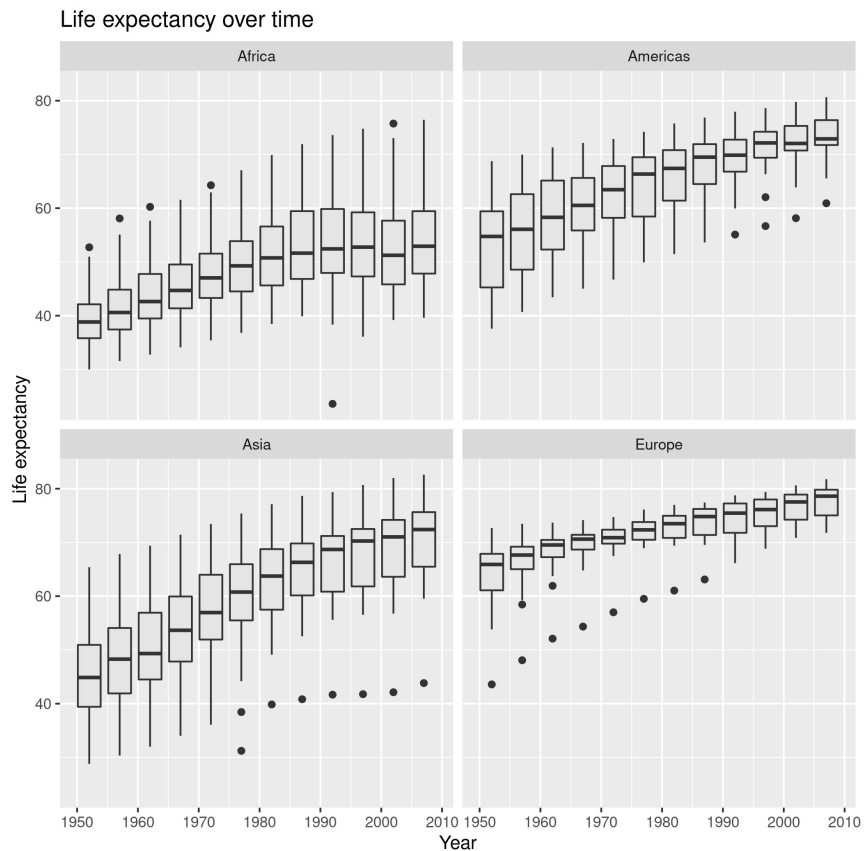 Life expectancy over time
Africa
Americas
80
60
40
Asia
Europe
80
60
40
Life expectancy
1950 1960 1970 1980 1990 2000 2010 1950 1960 1970 1980 1990 2000 2010
Year